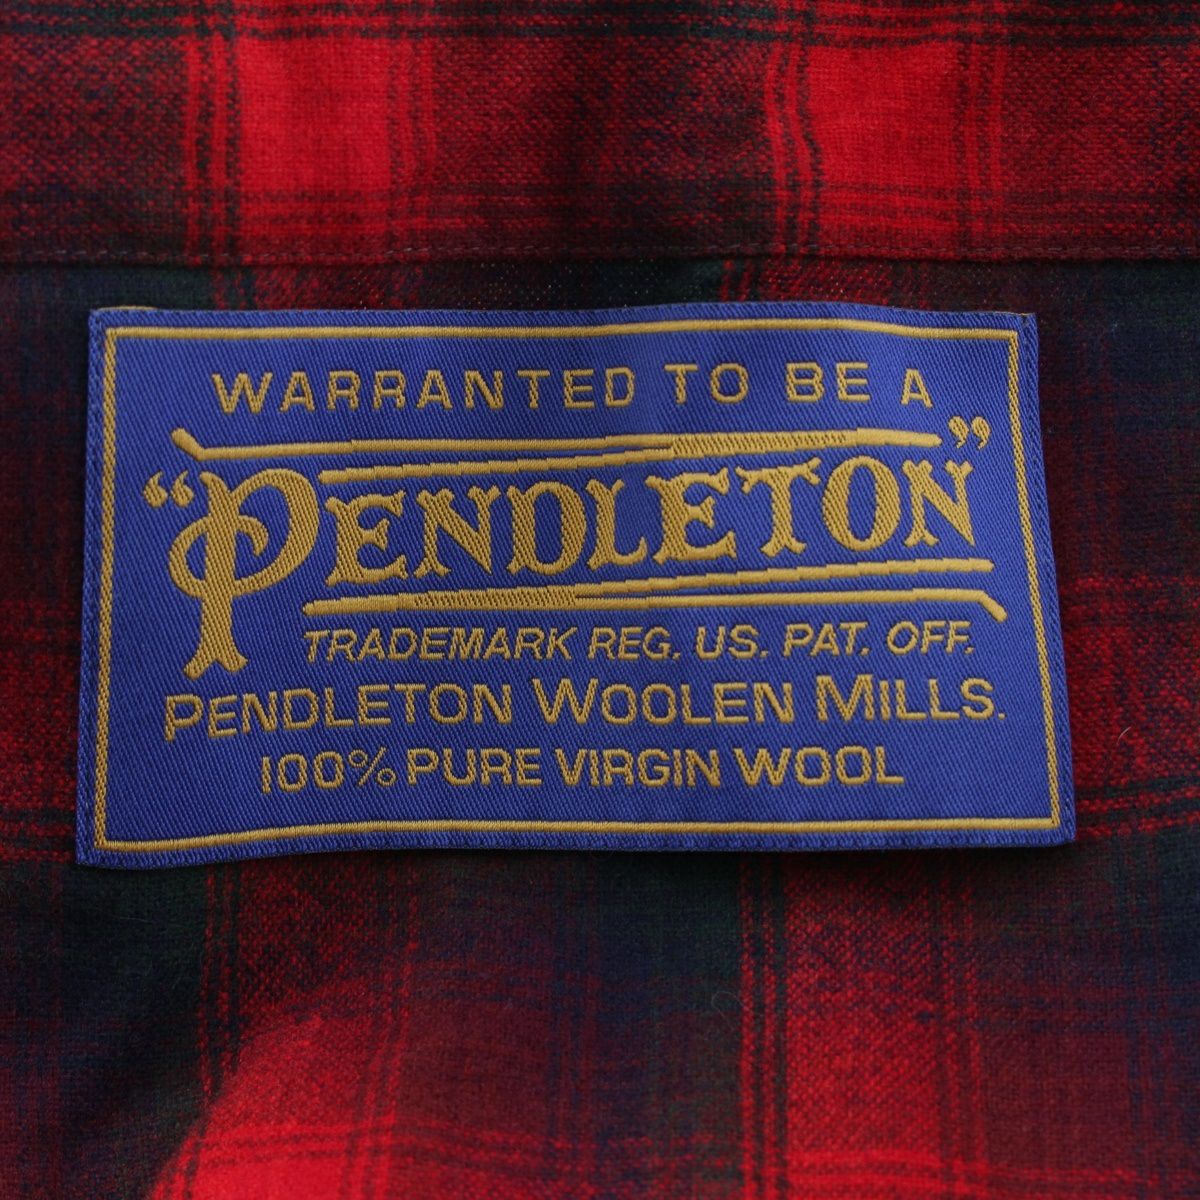 WARRANTED TO BE A
“PENDLETON”
TRADEMARK REG. US. PAT. OFF.
PENDLETON WOOLEN MILLS.
100% PURE VIRGIN WOOL